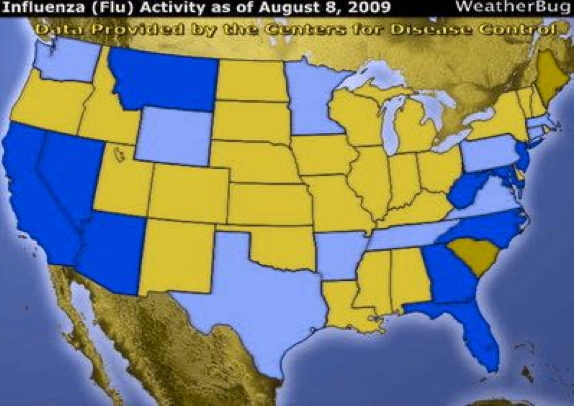 Influenza (Flu) Activity as of August 8, 2009 WeatherBug
Data Provided by the Centers for Disease Control